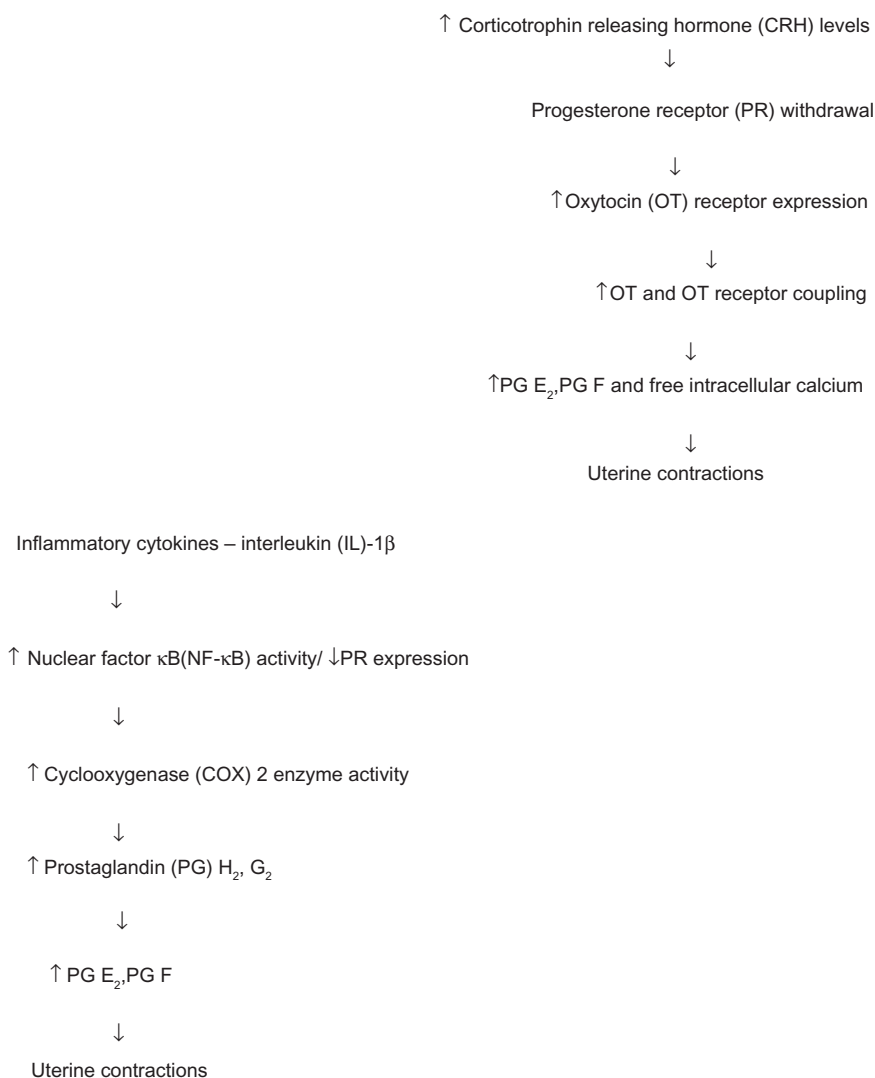 ↑ Corticotrophin releasing hormone (CRH) levels
↓
Progesterone receptor (PR) withdrawal
↓
↑Oxytocin (OT) receptor expression
↓
↑OT and OT receptor coupling
↓
↑PG E₂,PG F and free intracellular calcium
↓
Uterine contractions
Inflammatory cytokines – interleukin (IL)-1β
↓
↑ Nuclear factor κB(NF-κB) activity/ ↓PR expression
↓
↑ Cyclooxygenase (COX) 2 enzyme activity
↓
↑ Prostaglandin (PG) H₂, G₂
↓
↑ PG E₂,PG F
↓
Uterine contractions